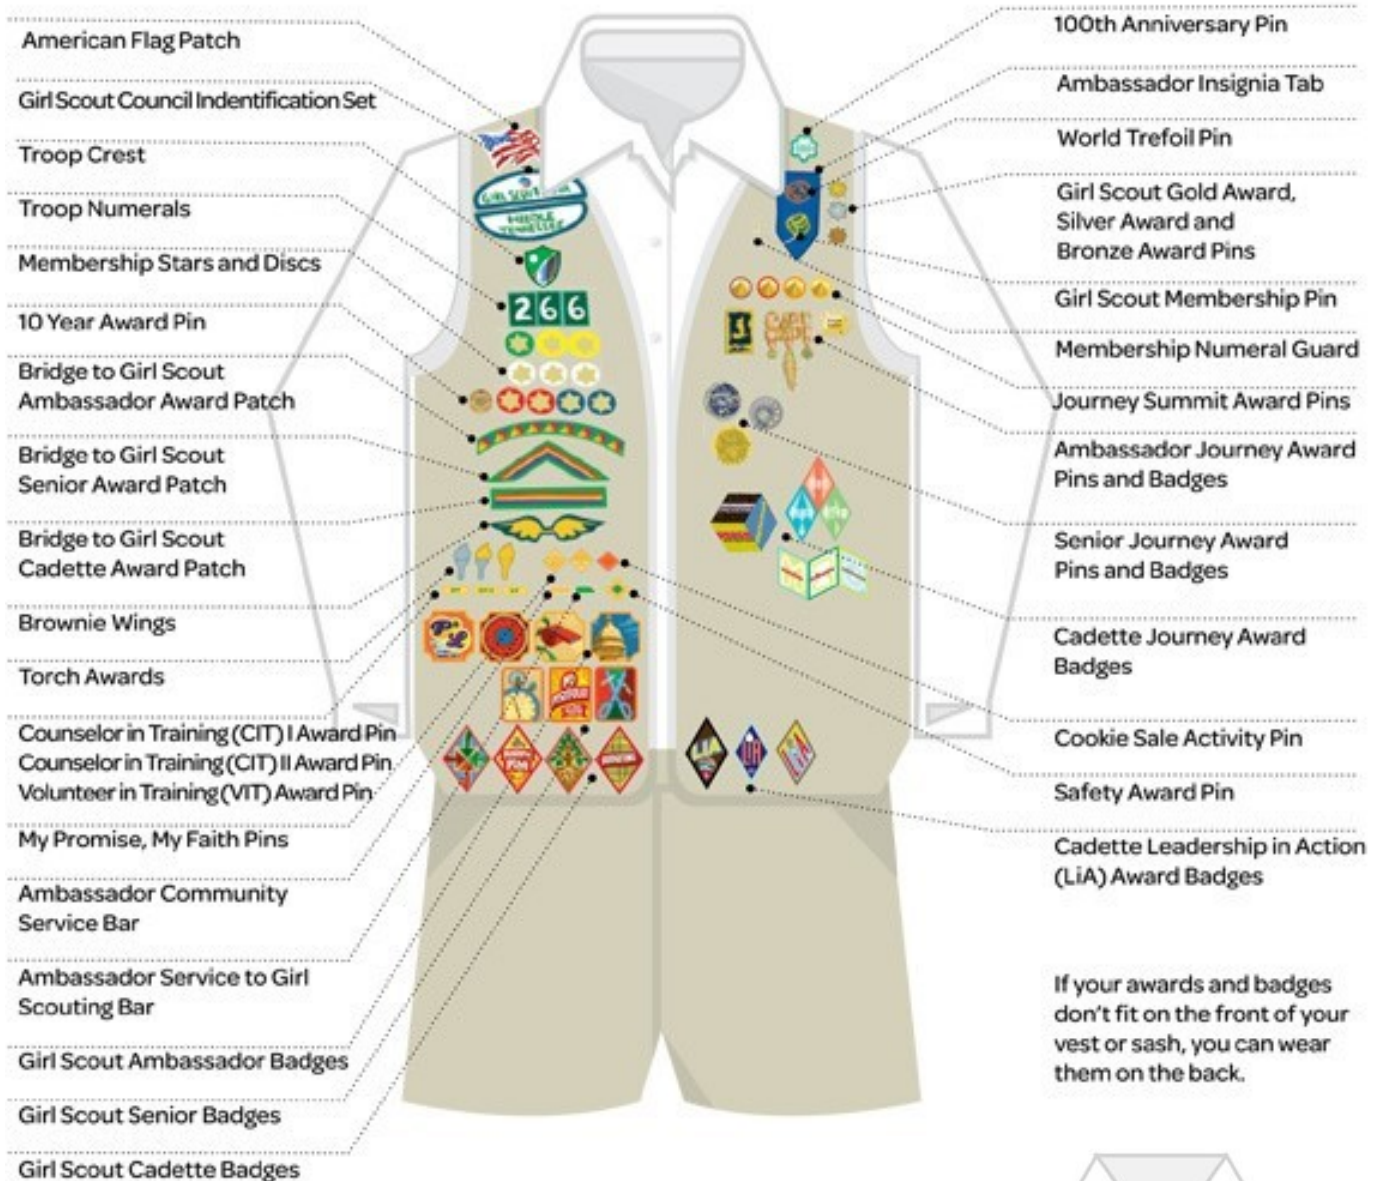 American Flag Patch
Girl Scout Council Indentification Set
Troop Crest
Troop Numerals
Membership Stars and Discs
10 Year Award Pin
Bridge to Girl Scout
Ambassador Award Patch
Bridge to Girl Scout
Senior Award Patch
Bridge to Girl Scout
Cadette Award Patch
Brownie Wings
Torch Awards
Counselor in Training (CIT) I Award Pin
Counselor in Training (CIT) II Award Pin
Volunteer in Training (VIT) Award Pin
My Promise, My Faith Pins
Ambassador Community
Service Bar
Ambassador Service to Girl
Scouting Bar
Girl Scout Ambassador Badges
Girl Scout Senior Badges
Girl Scout Cadette Badges
MIDDLE
TENNESSEE
266
100th Anniversary Pin
Ambassador Insignia Tab
World Trefoil Pin
Girl Scout Gold Award,
Silver Award and
Bronze Award Pins
Girl Scout Membership Pin
Membership Numeral Guard
Journey Summit Award Pins
Ambassador Journey Award
Pins and Badges
Senior Journey Award
Pins and Badges
Cadette Journey Award
Badges
Cookie Sale Activity Pin
Safety Award Pin
Cadette Leadership in Action
(LiA) Award Badges
If your awards and badges
don't fit on the front of your
vest or sash, you can wear
them on the back.